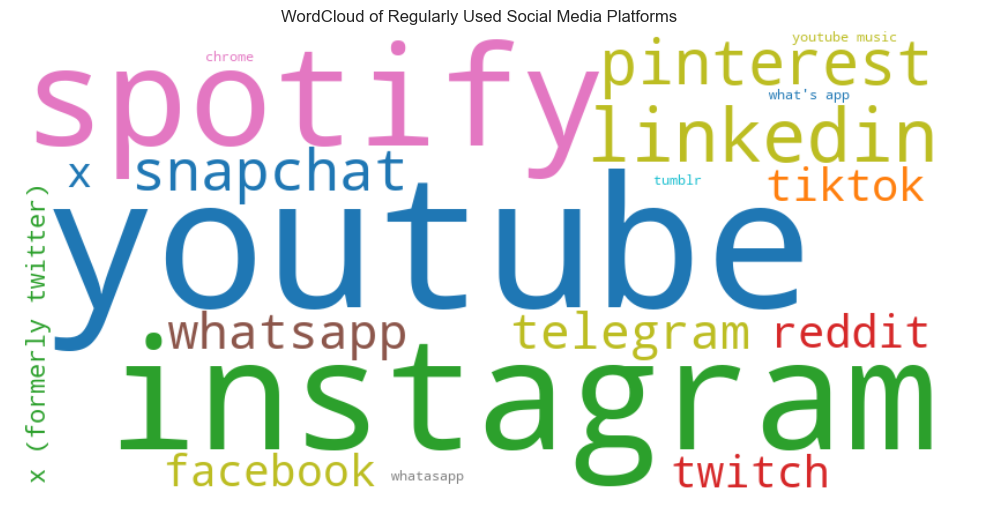 WordCloud of Regularly Used Social Media Platforms
spotify
chrome
pinterest
youtube music
what's app
linkedin
x
snapchat
tumblr
tiktok
youtube
x (formerly twitter)
whatsapp
telegram
reddit
instagram
facebook
whatasapp
twitch